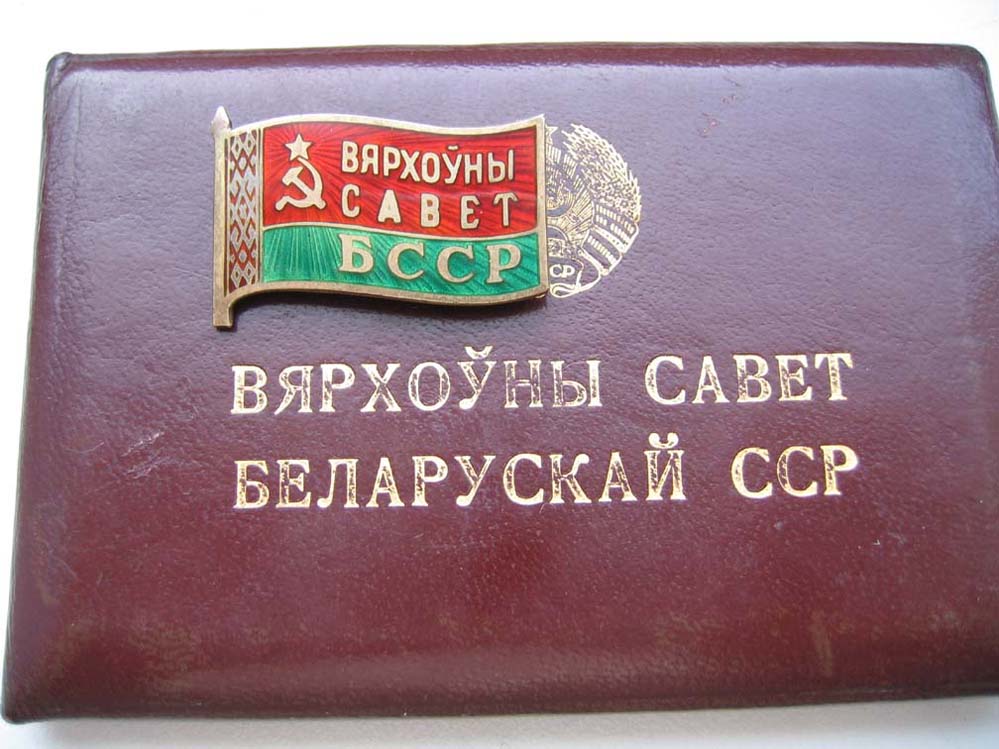 ВЯРХОЎНЫ
САВЕТ
БССР
ВЯРХОЎНЫ САВЕТ
БЕЛАРУСКАЙ ССР